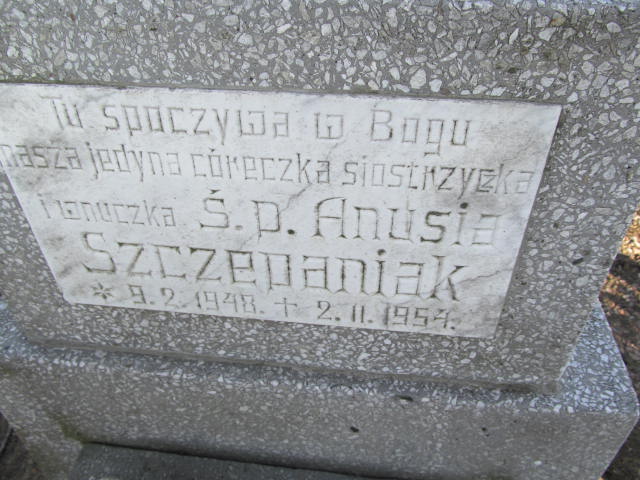 Tu spoczywa w Bogu
nasza jedyna córeczka siostrzyczka
i wnuczka Ś.p. Anusia
Szczepaniak
* 9.2.1948. + 2.11.1954.